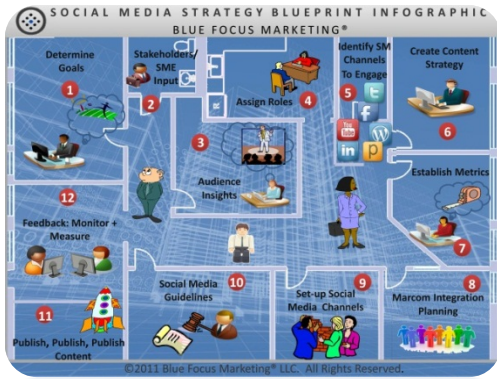 SOCIAL MEDIA STRATEGY BLUEPRINT INFOGRAPHIC
BLUE FOCUS MARKETING®
Determine
Goals
1
Stakeholders/
SME
Input
2
3
Audience
Insights
Assign Roles
4
Identify SM
Channels
To Engage
5
t
f
You
Tube
W
in
p
Create Content
Strategy
6
Establish Metrics
7
8
Marcom Integration
Planning
9
Set-up Social
Media Channels
10
Social Media
Guidelines
11
Publish, Publish, Publish
Content
12
Feedback: Monitor +
Measure
©2011 Blue Focus Marketing® LLC. All Rights Reserved.